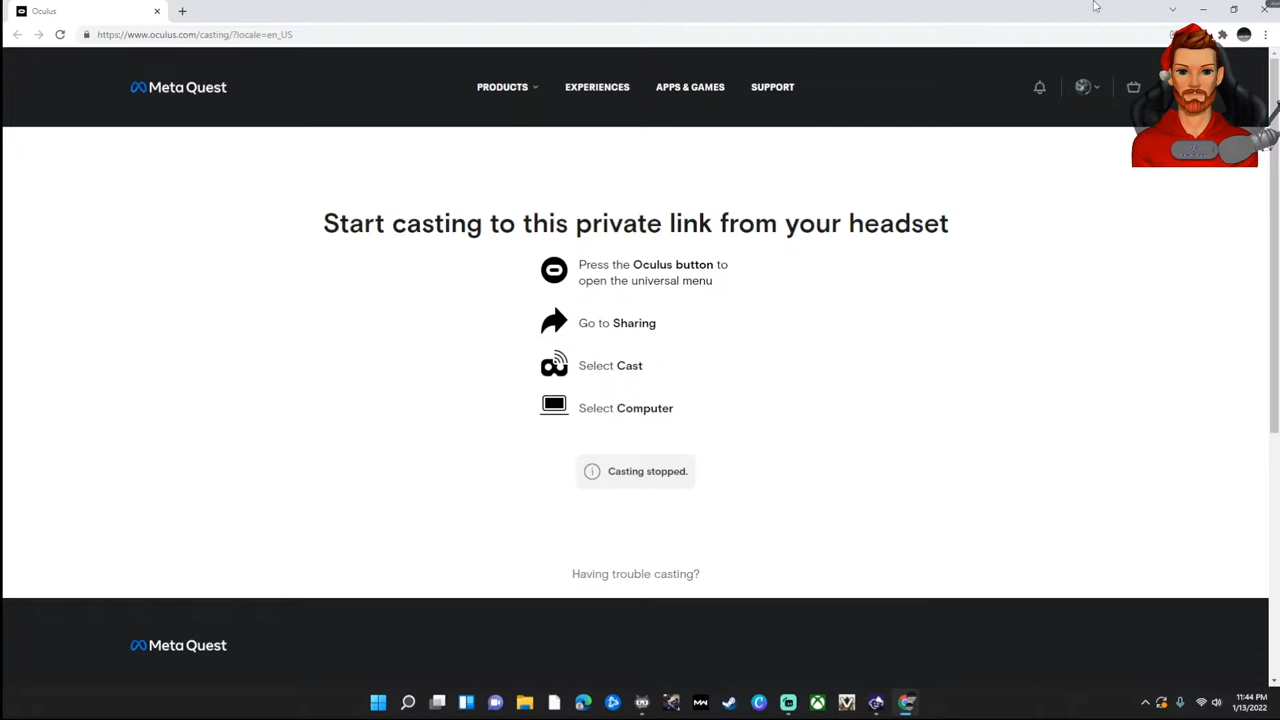 Oculus
https://www.oculus.com/casting/?locale=en_US
Meta Quest
PRODUCTS
EXPERIENCES
APPS & GAMES
SUPPORT
Start casting to this private link from your headset
Press the Oculus button to
open the universal menu
Go to Sharing
Select Cast
Select Computer
Casting stopped.
Having trouble casting?
Meta Quest
11:44 PM
1/13/2022